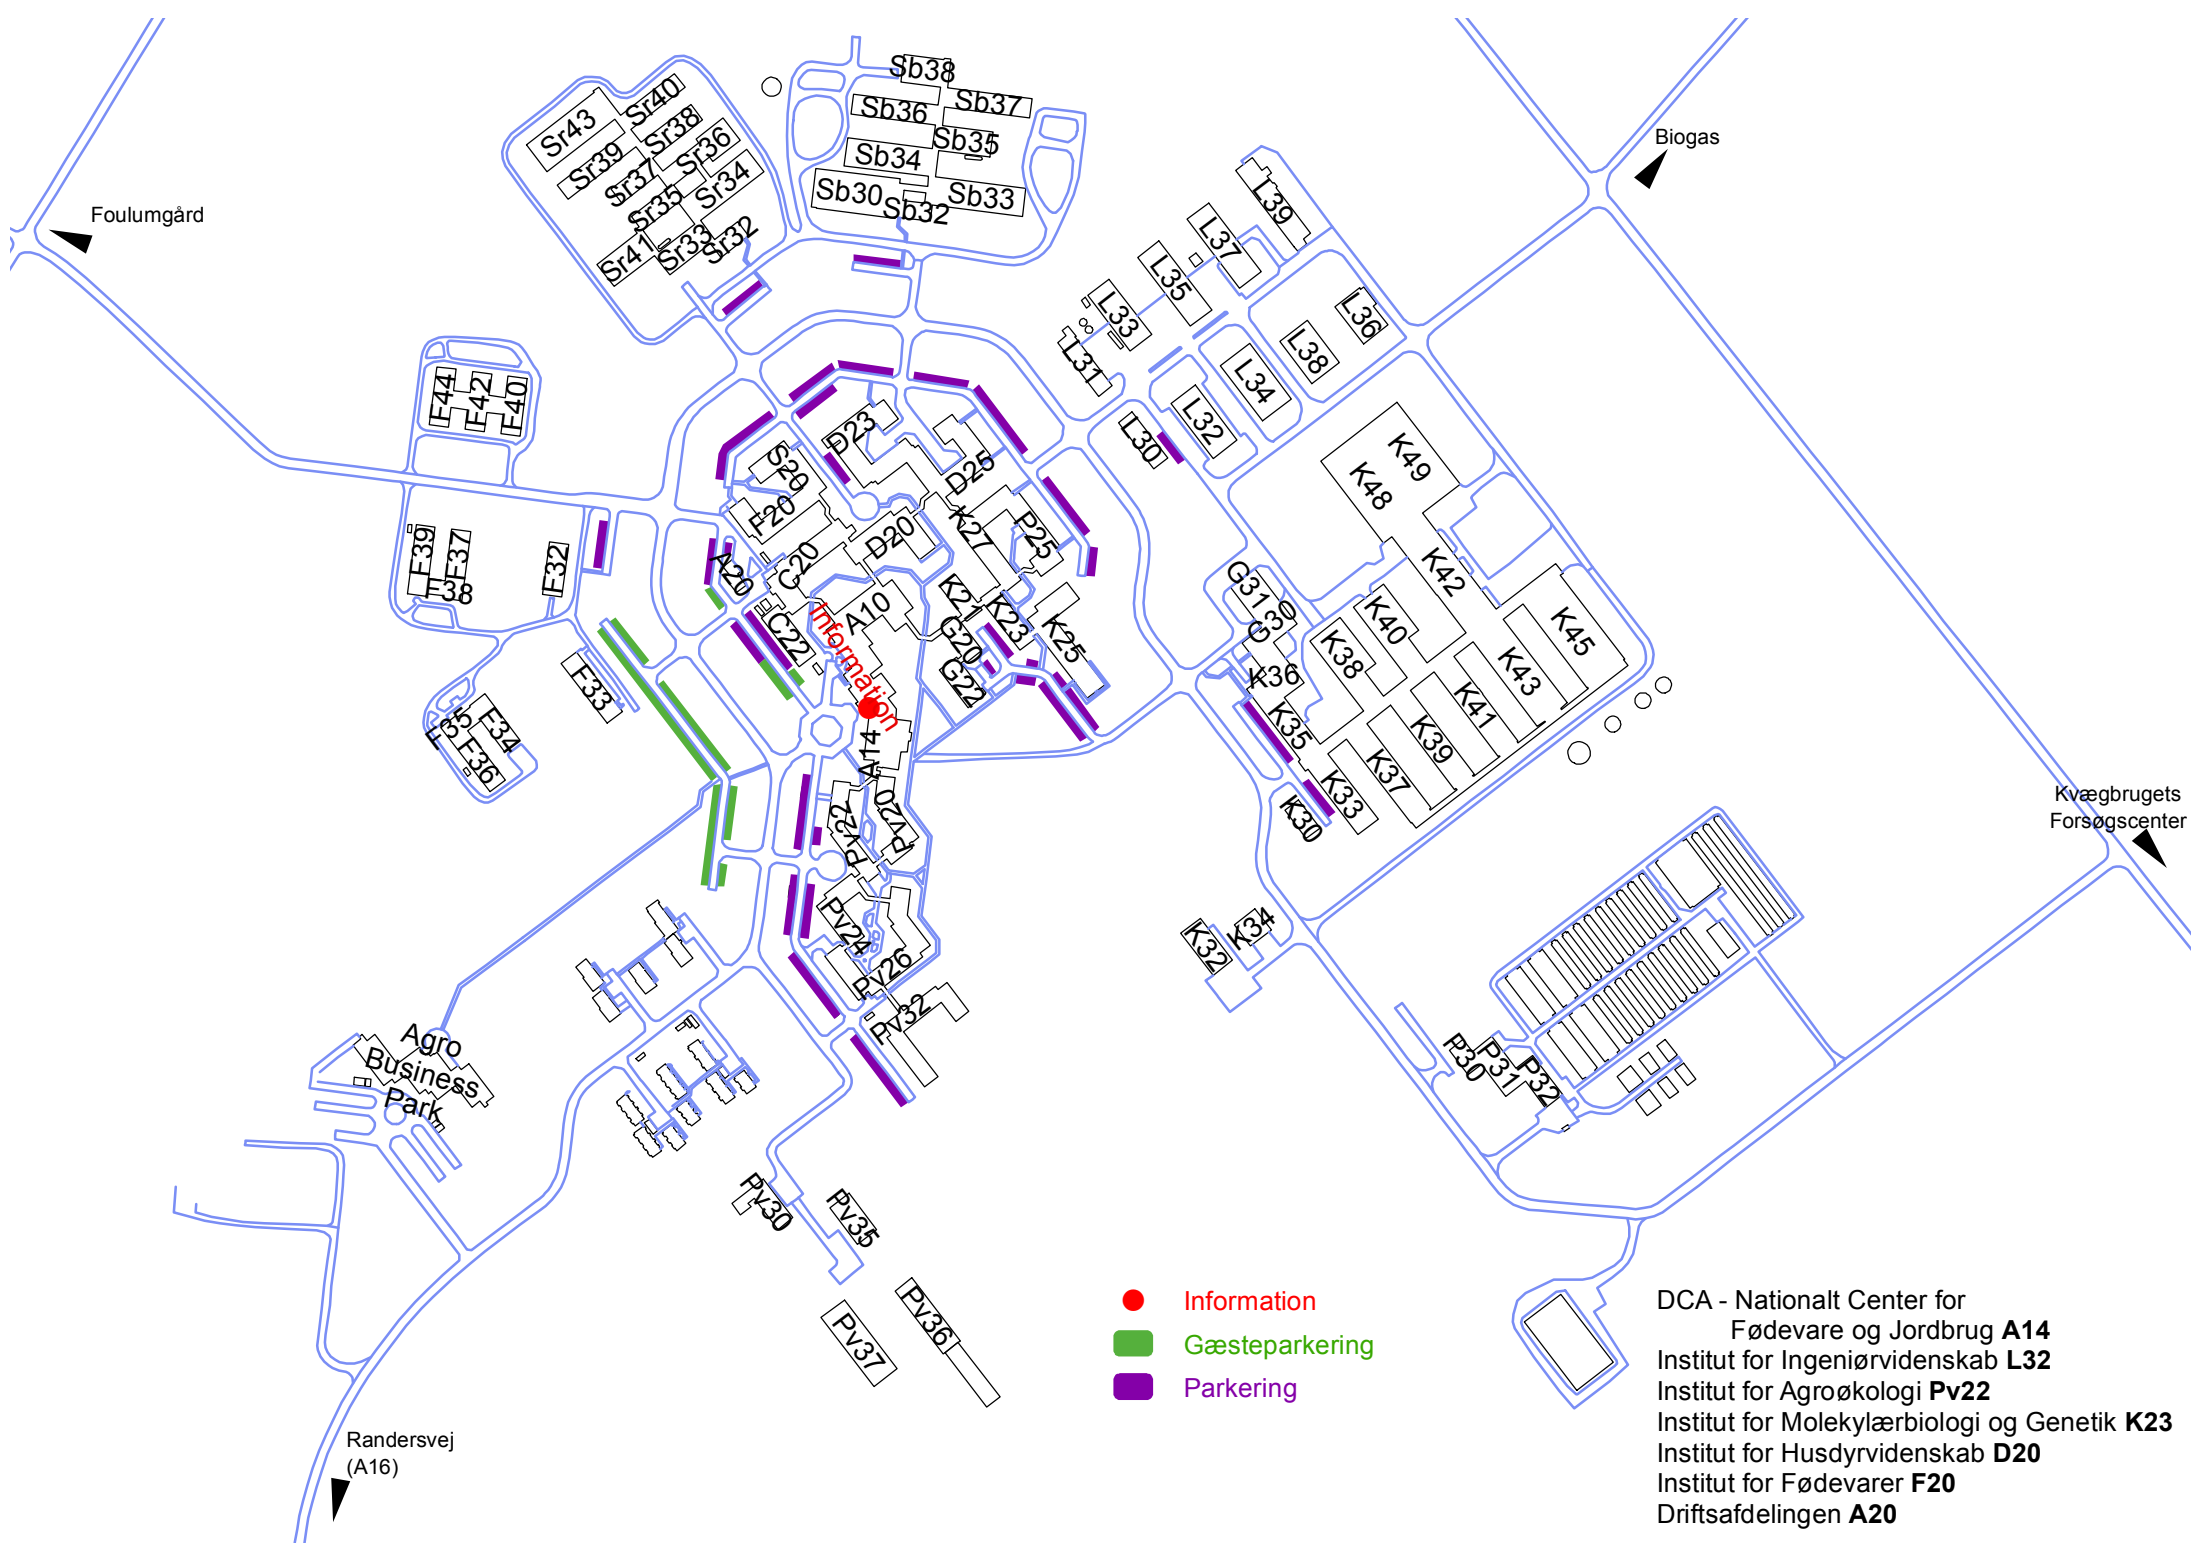 Sb38
Sr40
Sb37
Sb36
Sr43
Sr38
Sb35
Biogas
Sr36
Sr39
Sb34
Sr37
Sr34
Sb30
Sb33
Sb32
L39
Sr35
Foulumgård
L37
Sr33
Sr32
Sr41
L35
L33
L36
L38
L31
L34
F44
F42
F40
L32
L30
D23
K49
S20
D25
K48
F20
P25
K27
D20
F39
F37
F32
F38
A20
C20
G31
K42
K21
A10
K23
G30
K40
K45
C22
Information
G20
K25
K38
K36
K43
G22
F33
K41
K35
F35
F34
K39
A14
F36
K37
K33
Kvægbrugets
Forsøgscenter
Pv22
Pv20
K30
Pv24
K34
K32
Pv26
Pv32
Agro
Business
Park
P30
P31
P32
Pv30
Pv35
Pv36
Pv37
Information
Gæsteparkering
Parkering
DCA - Nationalt Center for
Fødevare og Jordbrug A14
Institut for Ingeniørvidenskab L32
Institut for Agroøkologi Pv22
Institut for Molekylærbiologi og Genetik K23
Institut for Husdyrvidenskab D20
Institut for Fødevarer F20
Driftsafdelingen A20
Randersvej
(A16)